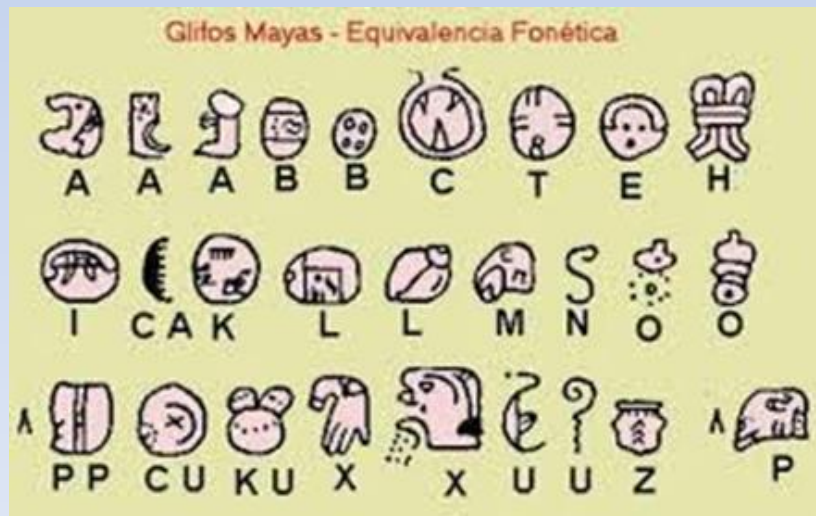 Glifos Mayas - Equivalencia Fonética
A A A B B C T E H
I CA K L L M N O O
PP CU KU X X U U Z P